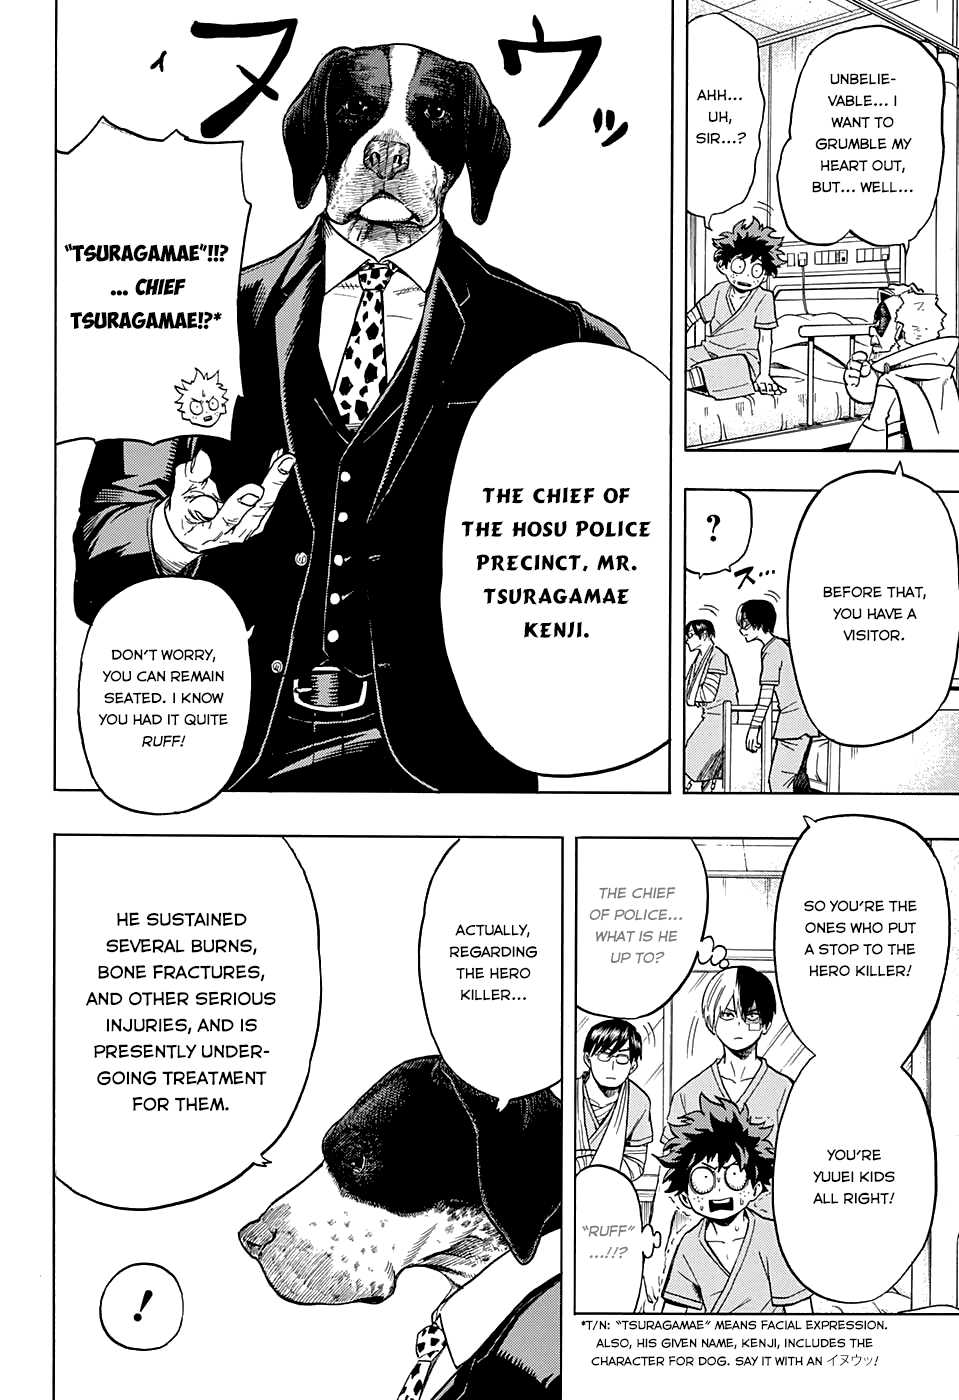 UNBELIE-
VABLE... I
WANT TO
GRUMBLE MY
HEART OUT,
BUT... WELL...
AHH...
UH,
SIR...?
BEFORE THAT,
YOU HAVE A
VISITOR.
ス...
?
イヌウッ
THE CHIEF OF
THE HOSU POLICE
PRECINCT, MR.
TSURAGAMAE
KENJI.
"TSURAGAMAE"!!?
... CHIEF
TSURAGAMAE!?*
DON'T WORRY,
YOU CAN REMAIN
SEATED. I KNOW
YOU HAD IT QUITE
RUFF!
SO YOU'RE THE
ONES WHO PUT
A STOP TO THE
HERO KILLER!
THE CHIEF
OF POLICE...
WHAT IS HE
UP TO?
YOU'RE
YUUEI KIDS
ALL RIGHT!
"RUFF"
...!!?
ACTUALLY,
REGARDING
THE HERO
KILLER...
HE SUSTAINED
SEVERAL BURNS,
BONE FRACTURES,
AND OTHER SERIOUS
INJURIES, AND IS
PRESENTLY UNDER-
GOING TREATMENT
FOR THEM.
!
*T/N: "TSURAGAMAE" MEANS FACIAL EXPRESSION.
ALSO, HIS GIVEN NAME, KENJI, INCLUDES THE
CHARACTER FOR DOG. SAY IT WITH AN イヌウッ!